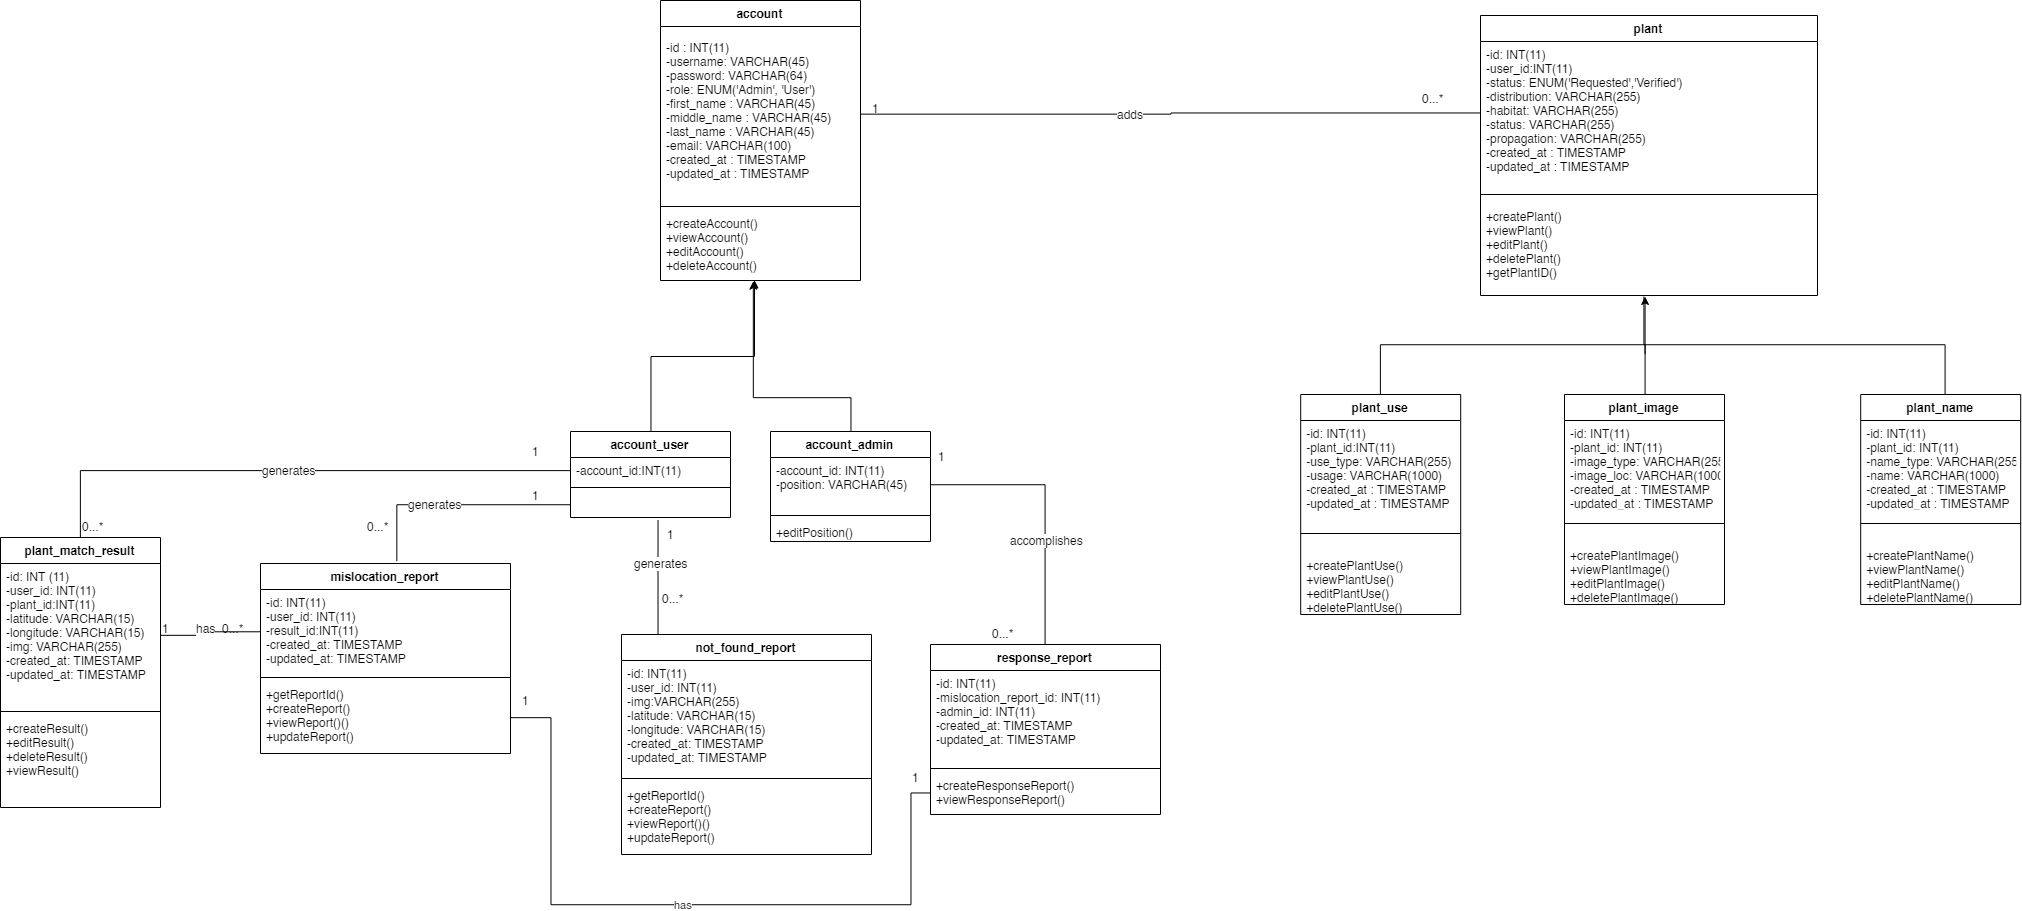 account
-id : INT(11)
-username: VARCHAR(45)
-password: VARCHAR(64)
-role: ENUM('Admin', 'User')
-first_name : VARCHAR(45)
-middle_name : VARCHAR(45)
-last_name : VARCHAR(45)
-email: VARCHAR(100)
-created_at : TIMESTAMP
-updated_at : TIMESTAMP
+createAccount()
+viewAccount()
+editAccount()
+deleteAccount()
1
adds
0...*
plant
-id: INT(11)
-user_id:INT(11)
-status: ENUM('Requested','Verified')
-distribution: VARCHAR(255)
-habitat: VARCHAR(255)
-status: VARCHAR(255)
-propagation: VARCHAR(255)
-created_at : TIMESTAMP
-updated_at : TIMESTAMP
+createPlant()
+viewPlant()
+editPlant()
+deletePlant()
+getPlantID()
account_user
-account_id:INT(11)
account_admin
-account_id: INT(11)
-position: VARCHAR(45)
+editPosition()
plant_use
-id: INT(11)
-plant_id:INT(11)
-use_type: VARCHAR(255)
-usage: VARCHAR(1000)
-created_at : TIMESTAMP
-updated_at : TIMESTAMP
+createPlantUse()
+viewPlantUse()
+editPlantUse()
+deletePlantUse()
plant_image
-id: INT(11)
-plant_id: INT(11)
-image_type: VARCHAR(255
-image_loc: VARCHAR(1000
-created_at : TIMESTAMP
-updated_at : TIMESTAMP
+createPlantImage()
+viewPlantImage()
+editPlantImage()
+deletePlantImage()
plant_name
-id: INT(11)
-plant_id: INT(11)
-name_type: VARCHAR(255
-name: VARCHAR(1000)
-created_at : TIMESTAMP
-updated_at : TIMESTAMP
+createPlantName()
+viewPlantName()
+editPlantName()
+deletePlantName()
1
generates
0...*
1
generates
0...*
1
generates
0...*
1
accomplishes
0...*
plant_match_result
-id: INT (11)
-user_id: INT(11)
-plant_id:INT(11)
-latitude: VARCHAR(15)
-longitude: VARCHAR(15)
-img: VARCHAR(255)
-created_at: TIMESTAMP
-updated_at: TIMESTAMP
+createResult()
+editResult()
+deleteResult()
+viewResult()
1
has
0...*
mislocation_report
-id: INT(11)
-user_id: INT(11)
-result_id:INT(11)
-created_at: TIMESTAMP
-updated_at: TIMESTAMP
+getReportId()
+createReport()
+viewReport()()
+updateReport()
not_found_report
-id: INT(11)
-user_id: INT(11)
-img:VARCHAR(255)
-latitude: VARCHAR(15)
-longitude: VARCHAR(15)
-created_at: TIMESTAMP
-updated_at: TIMESTAMP
+getReportId()
+createReport()
+viewReport()()
+updateReport()
response_report
-id: INT(11)
-mislocation_report_id: INT(11)
-admin_id: INT(11)
-created_at: TIMESTAMP
-updated_at: TIMESTAMP
+createResponseReport()
+viewResponseReport()
1
has
1